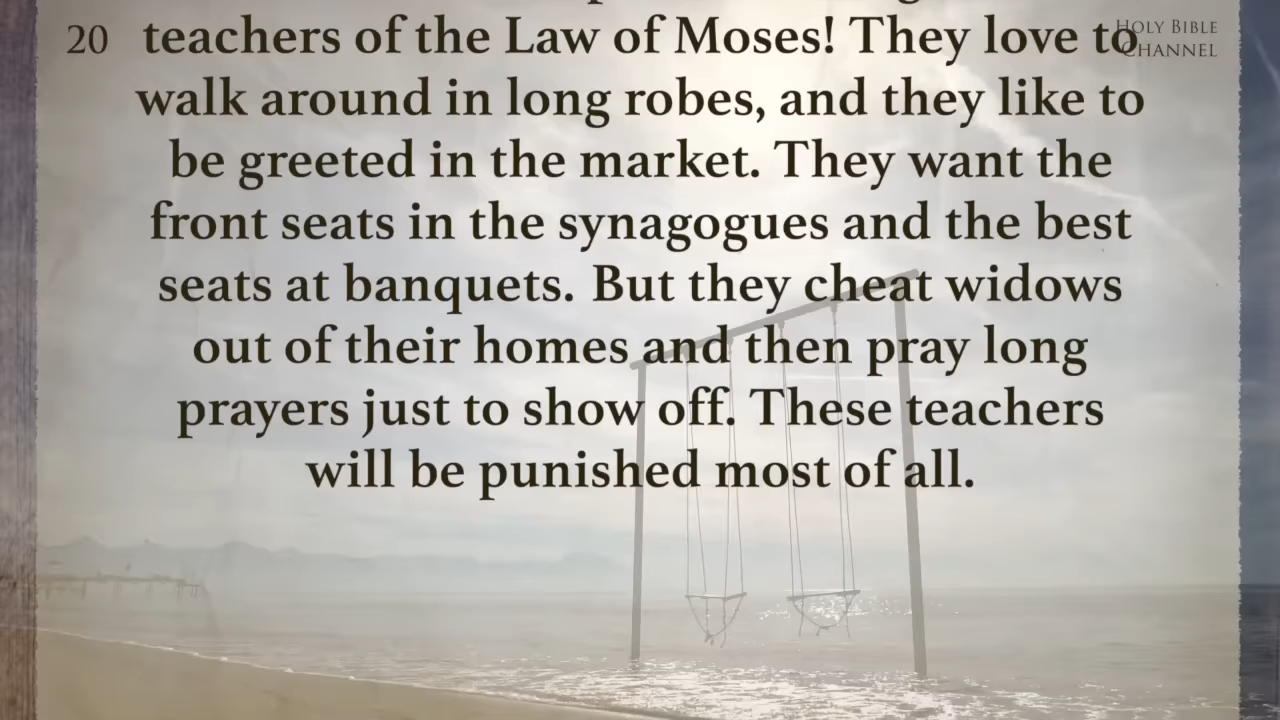 20 teachers of the Law of Moses! They love to
walk around in long robes, and they like to
be greeted in the market. They want the
front seats in the synagogues and the best
seats at banquets. But they cheat widows
out of their homes and then pray long
prayers just to show off. These teachers
will be punished most of all.
HOLY BIBLE
CHANNEL